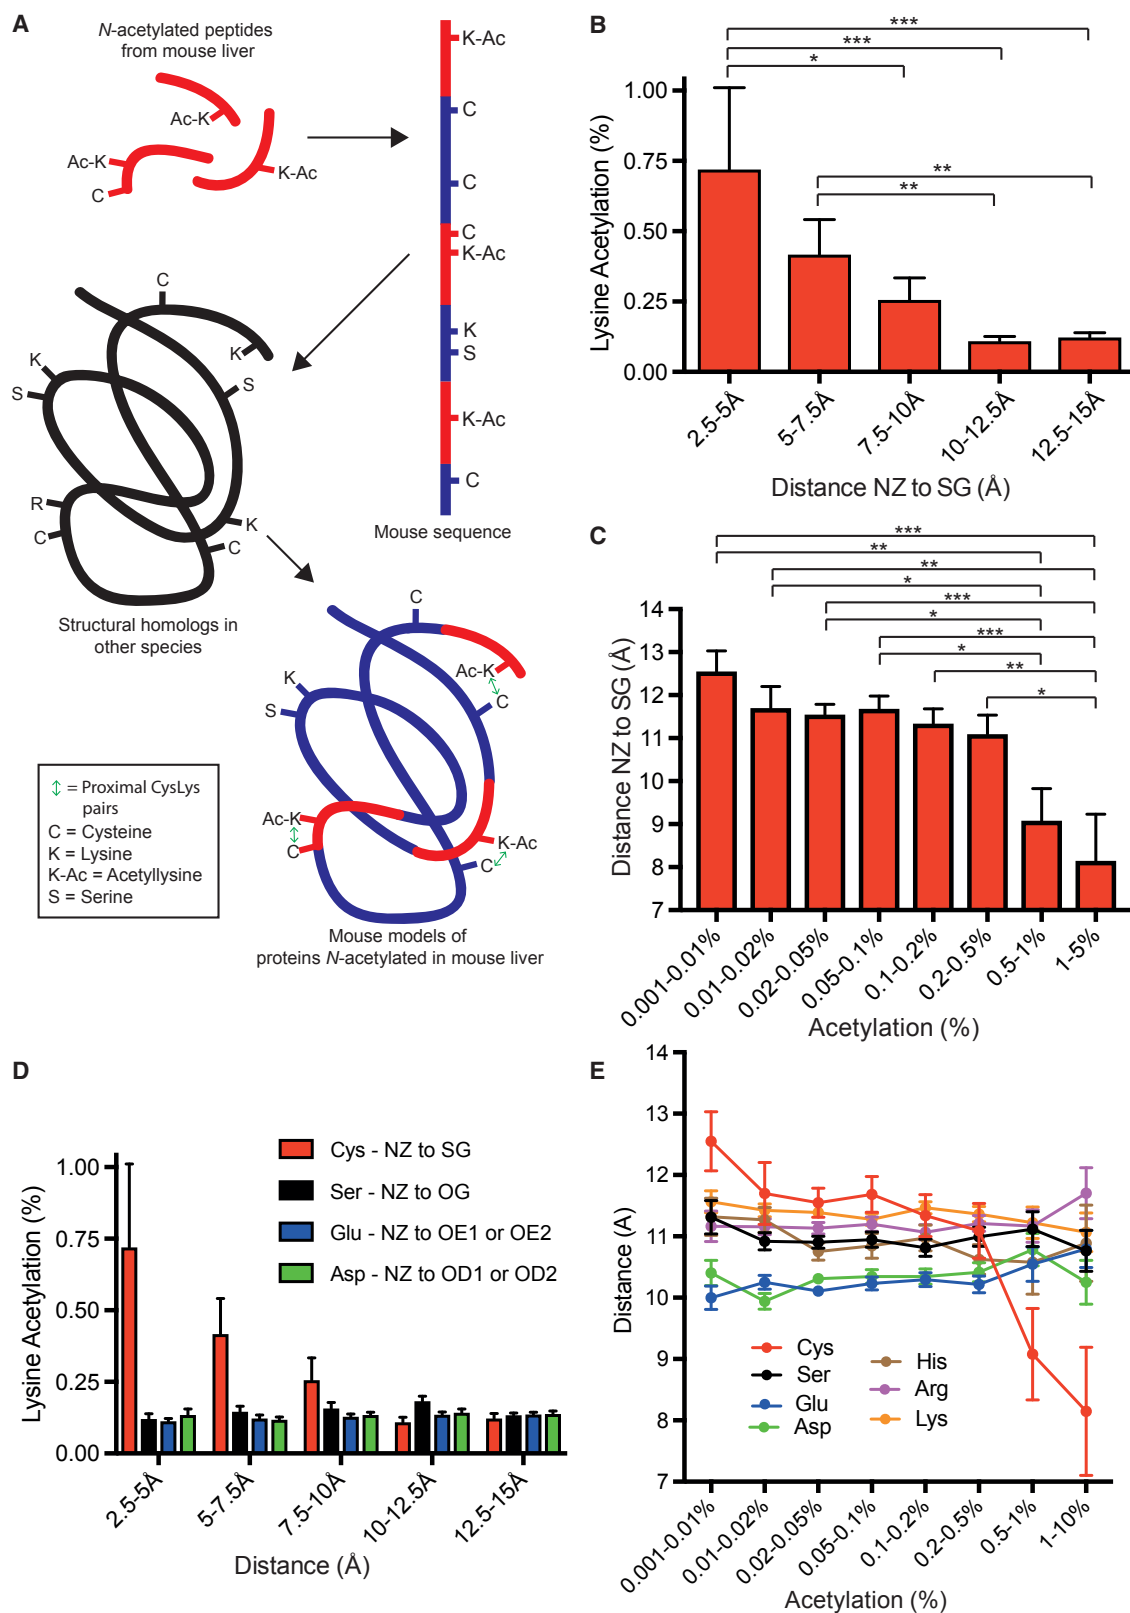 A
N-acetylated peptides
from mouse liver
Ac-K
Ac-K
C
K-Ac
K-Ac
C
C
C
K-Ac
K
S
K-Ac
C
Mouse sequence
C
K
K
S
S
R
C
K
C
Structural homologs in
other species
C
Ac-K
C
K
S
Ac-K
C
K-Ac
C
Mouse models of
proteins N-acetylated in mouse liver
= Proximal CysLys
pairs
C = Cysteine
K = Lysine
K-Ac = Acetyllysine
S = Serine
B
***
***
*
**
**
Lysine Acetylation (%)
1.00
0.75
0.50
0.25
0.00
2.5-5Å
5-7.5Å
7.5-10Å
10-12.5Å
12.5-15Å
Distance NZ to SG (Å)
C
***
**
**
*
***
*
***
*
**
*
Distance NZ to SG (Å)
14
13
12
11
10
9
8
7
0.001-0.01%
0.01-0.02%
0.02-0.05%
0.05-0.1%
0.1-0.2%
0.2-0.5%
0.5-1%
1-5%
Acetylation (%)
D
Cys - NZ to SG
Ser - NZ to OG
Glu - NZ to OE1 or OE2
Asp - NZ to OD1 or OD2
Lysine Acetylation (%)
1.00
0.75
0.50
0.25
0.00
2.5-5Å
5-7.5Å
7.5-10Å
10-12.5Å
12.5-15Å
Distance (Å)
E
Distance (A)
14
13
12
11
10
9
8
7
Cys
Ser
Glu
Asp
His
Arg
Lys
0.001-0.01%
0.01-0.02%
0.02-0.05%
0.05-0.1%
0.1-0.2%
0.2-0.5%
0.5-1%
1-10%
Acetylation (%)